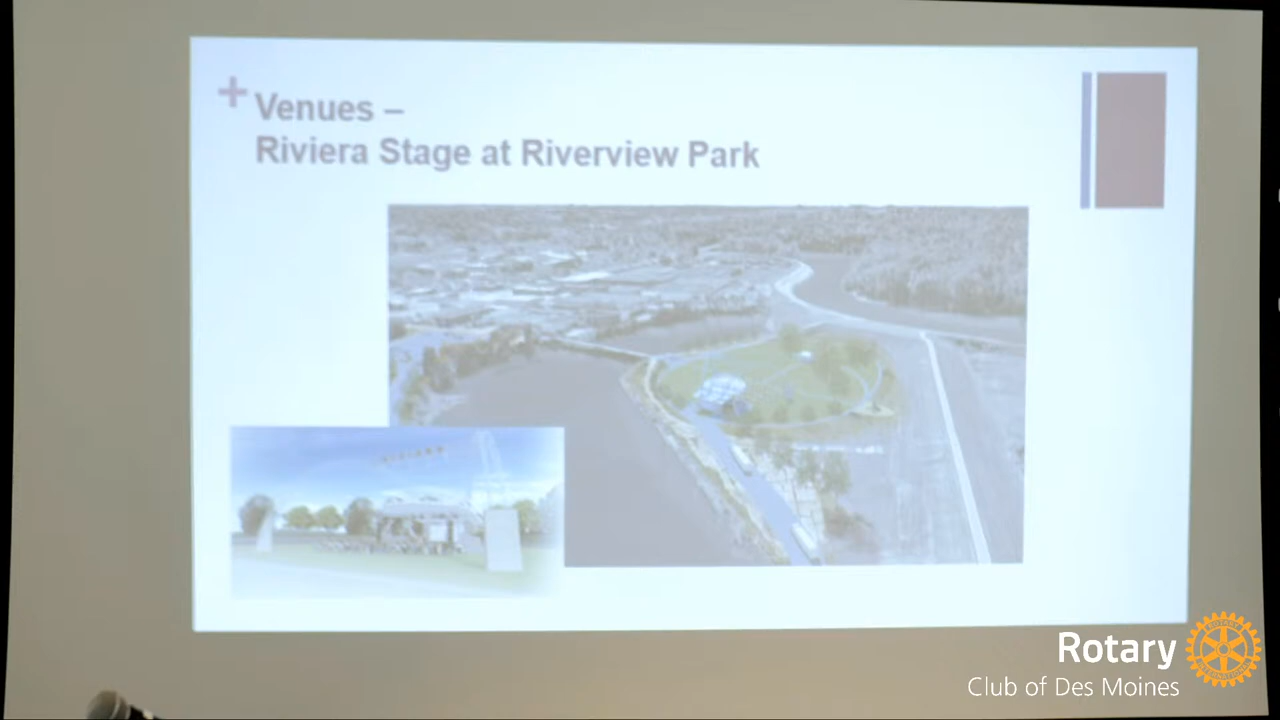 + Venues –
Riviera Stage at Riverview Park
Rotary
Club of Des Moines